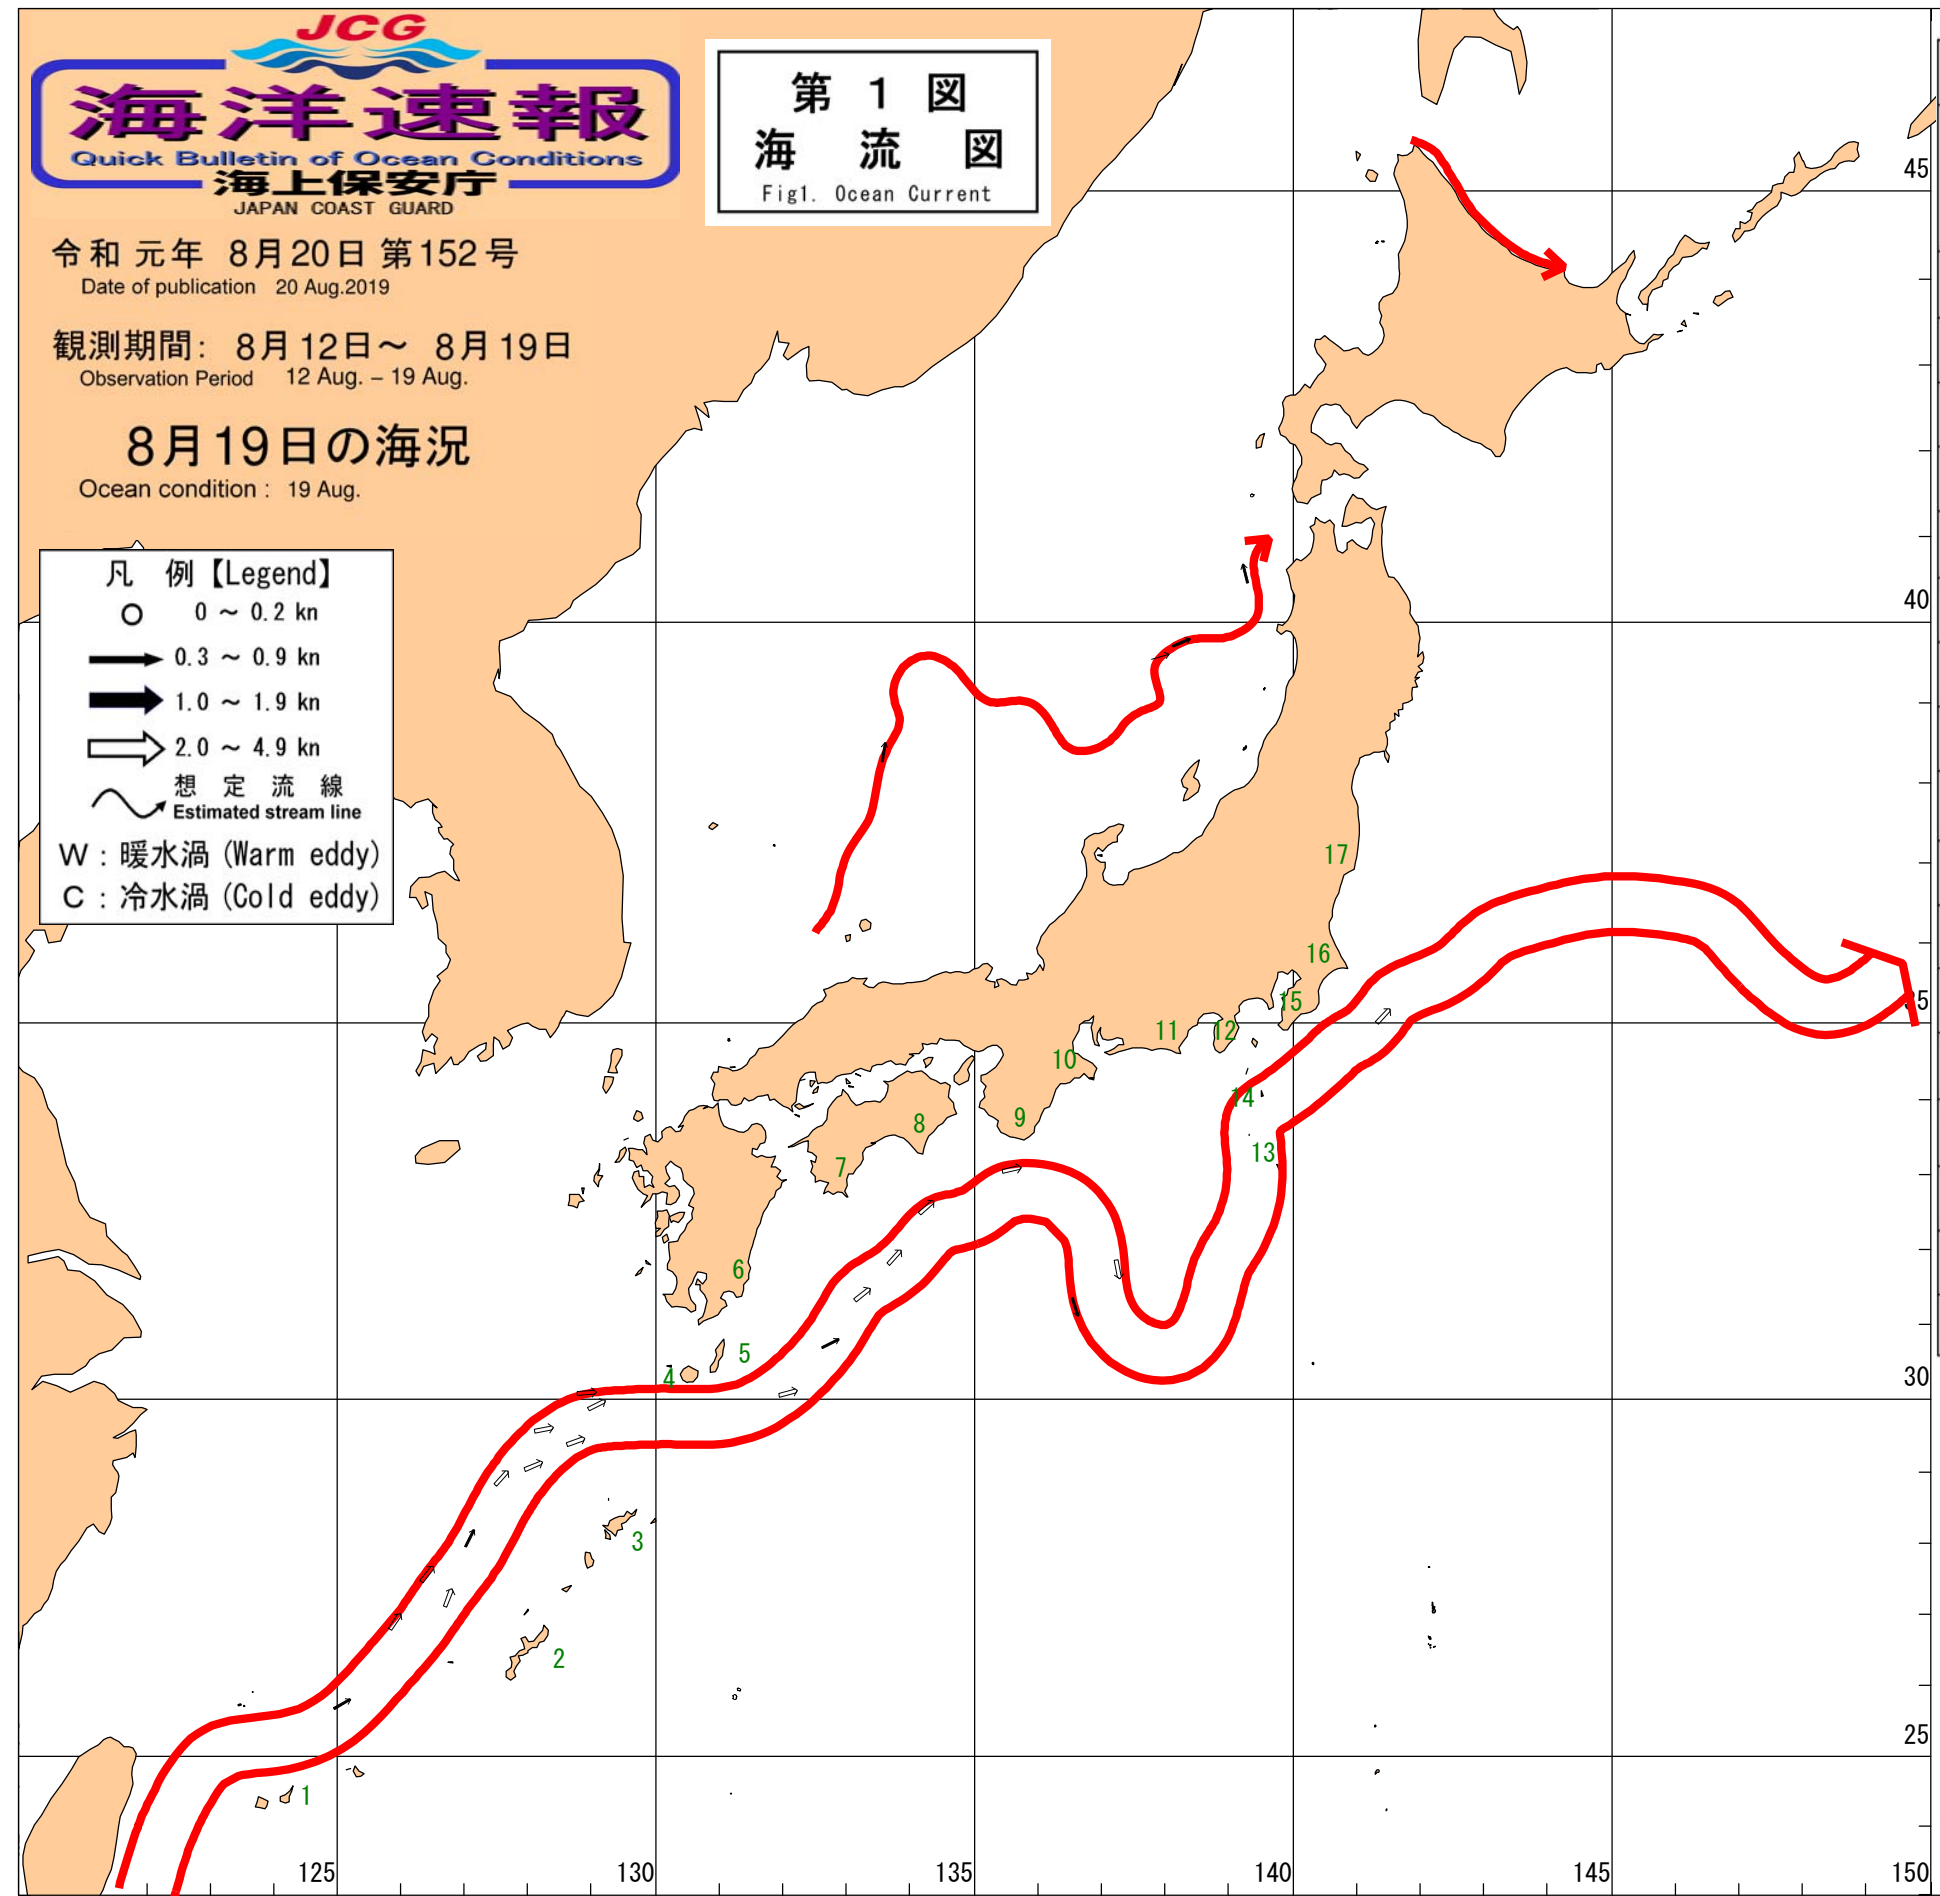 JCG
海洋速報
Quick Bulletin of Ocean Conditions
海上保安庁
JAPAN COAST GUARD
第 1 図
海 流 図
Fig1. Ocean Current
令和 元年 8月20日 第152号
Date of publication 20 Aug.2019
観測期間: 8月12日～ 8月19日
Observation Period 12 Aug. – 19 Aug.
8月19日の海況
Ocean condition : 19 Aug.
凡 例【Legend】
0 ～ 0.2 kn
0.3 ～ 0.9 kn
1.0 ～ 1.9 kn
2.0 ～ 4.9 kn
想 定 流 線
Estimated stream line
W : 暖水渦 (Warm eddy)
C : 冷水渦 (Cold eddy)
45
40
35
30
25
17
16
15
12
11
10
14
9
8
13
7
6
5
4
3
2
1
125
130
135
140
145
150